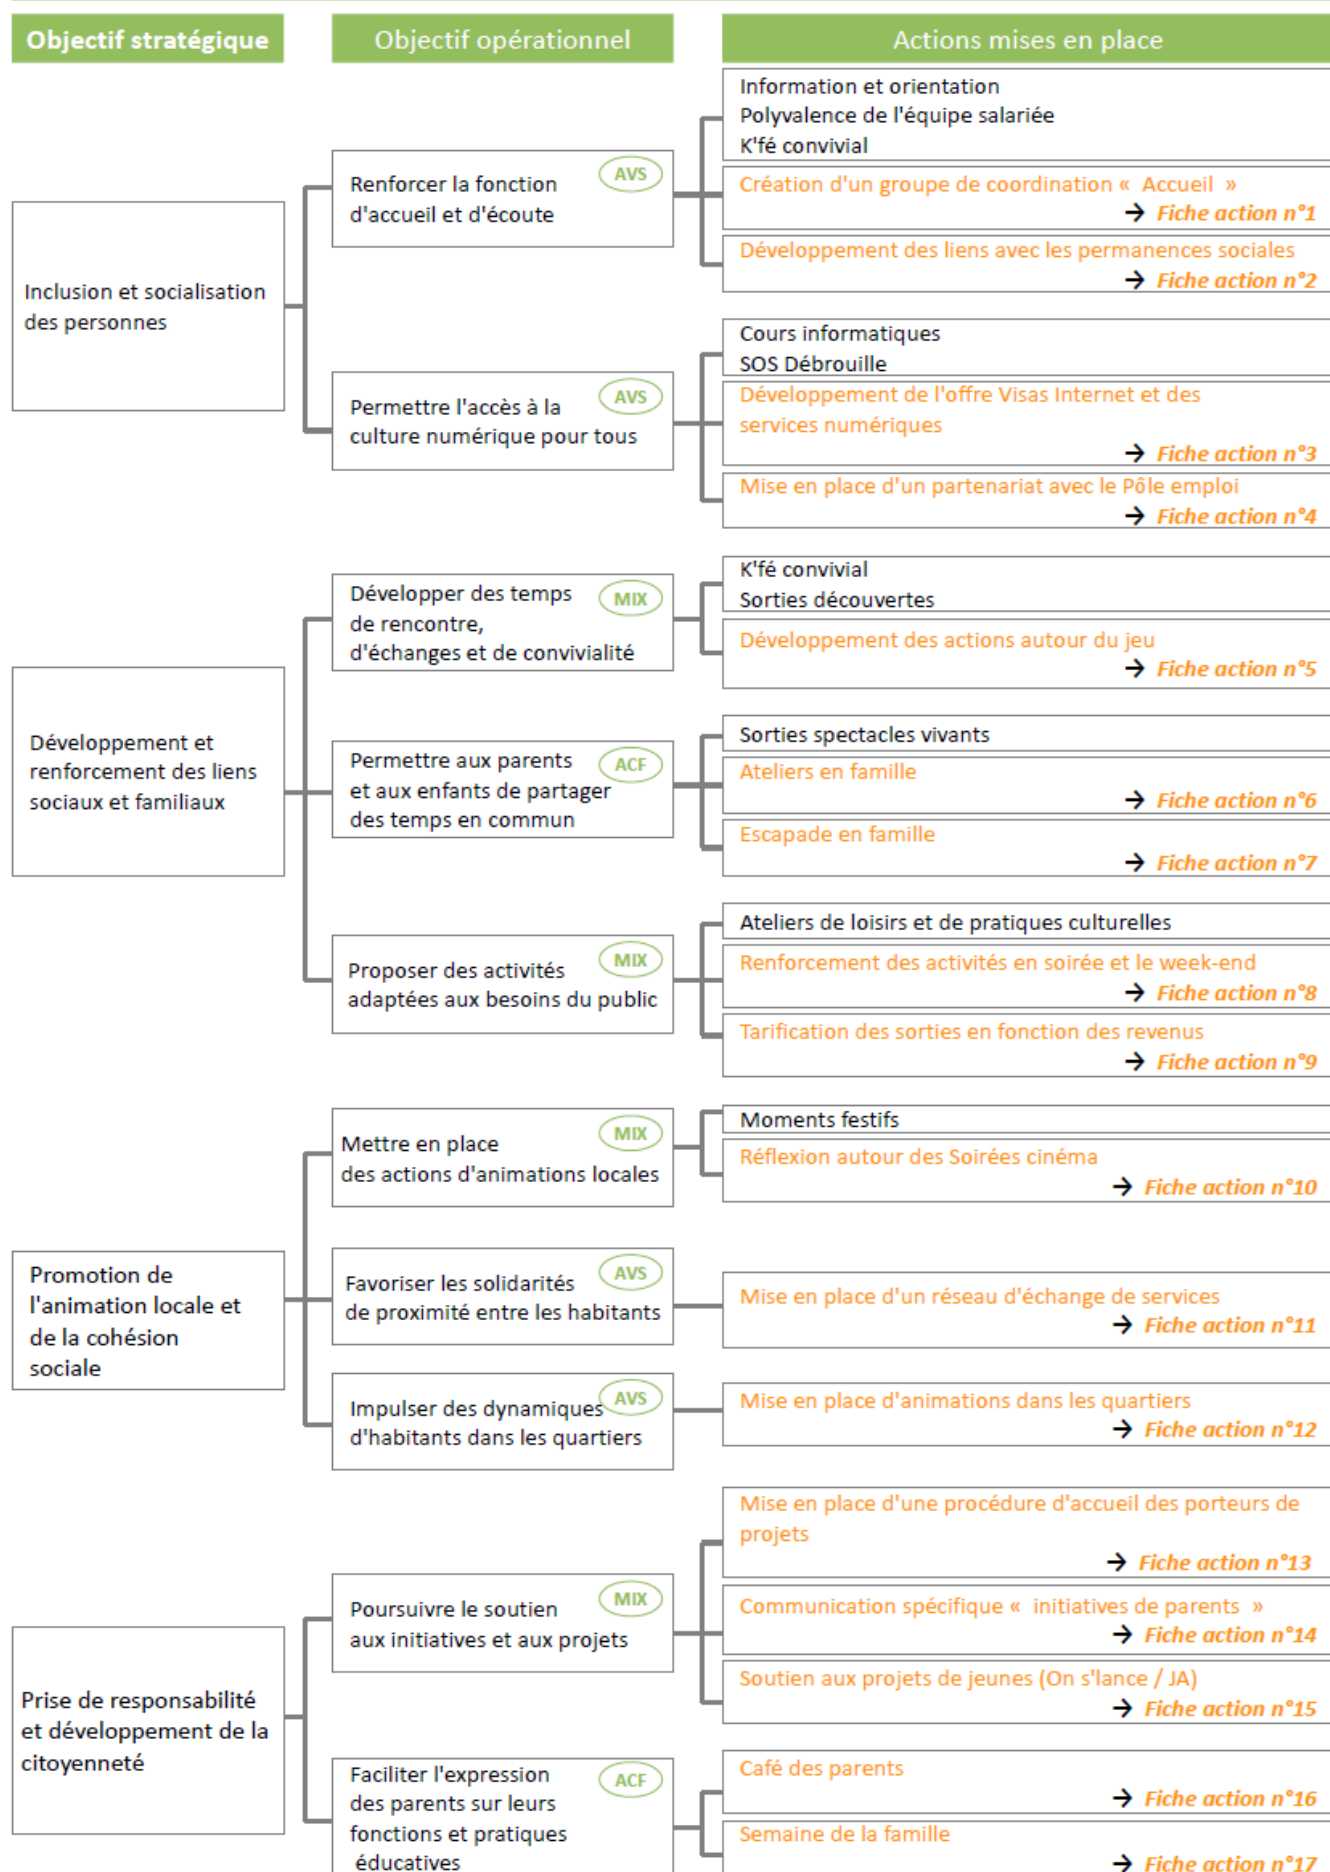 Objectif stratégique
Objectif opérationnel
Actions mises en place
Inclusion et socialisation
des personnes
Renforcer la fonction
d'accueil et d'écoute
AVS
Information et orientation
Polyvalence de l'équipe salariée
K'fé convivial
Création d'un groupe de coordination « Accueil »
→ Fiche action n°1
Développement des liens avec les permanences sociales
→ Fiche action n°2
Permettre l'accès à la
culture numérique pour tous
AVS
Cours informatiques
SOS Débrouille
Développement de l'offre Visas Internet et des
services numériques
→ Fiche action n°3
Mise en place d'un partenariat avec le Pôle emploi
→ Fiche action n°4
Développement et
renforcement des liens
sociaux et familiaux
Développer des temps
de rencontre,
d'échanges et de convivialité
MIX
K'fé convivial
Sorties découvertes
Développement des actions autour du jeu
→ Fiche action n°5
Permettre aux parents
et aux enfants de partager
des temps en commun
ACF
Sorties spectacles vivants
Ateliers en famille
→ Fiche action n°6
Escapade en famille
→ Fiche action n°7
Proposer des activités
adaptées aux besoins du public
MIX
Ateliers de loisirs et de pratiques culturelles
Renforcement des activités en soirée et le week-end
→ Fiche action n°8
Tarification des sorties en fonction des revenus
→ Fiche action n°9
Promotion de
l'animation locale et
de la cohésion
sociale
Mettre en place
des actions d'animations locales
MIX
Moments festifs
Réflexion autour des Soirées cinéma
→ Fiche action n°10
Favoriser les solidarités
de proximité entre les habitants
AVS
Mise en place d'un réseau d'échange de services
→ Fiche action n°11
Impulser des dynamiques
d'habitants dans les quartiers
AVS
Mise en place d'animations dans les quartiers
→ Fiche action n°12
Prise de responsabilité
et développement de la
citoyenneté
Poursuivre le soutien
aux initiatives et aux projets
MIX
Mise en place d'une procédure d'accueil des porteurs de
projets
→ Fiche action n°13
Communication spécifique « initiatives de parents »
→ Fiche action n°14
Soutien aux projets de jeunes (On s'lance / JA)
→ Fiche action n°15
Faciliter l'expression
des parents sur leurs
fonctions et pratiques
éducatives
ACF
Café des parents
→ Fiche action n°16
Semaine de la famille
→ Fiche action n°17